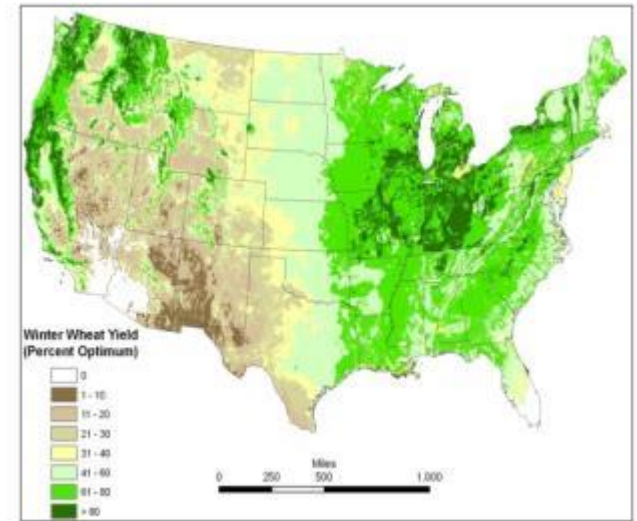 Winter Wheat Yield
(Percent Optimum)
0
1 - 10
11 - 20
21 - 30
31 - 40
41 - 60
61 - 80
> 80
Miles
0 250 500 1,000